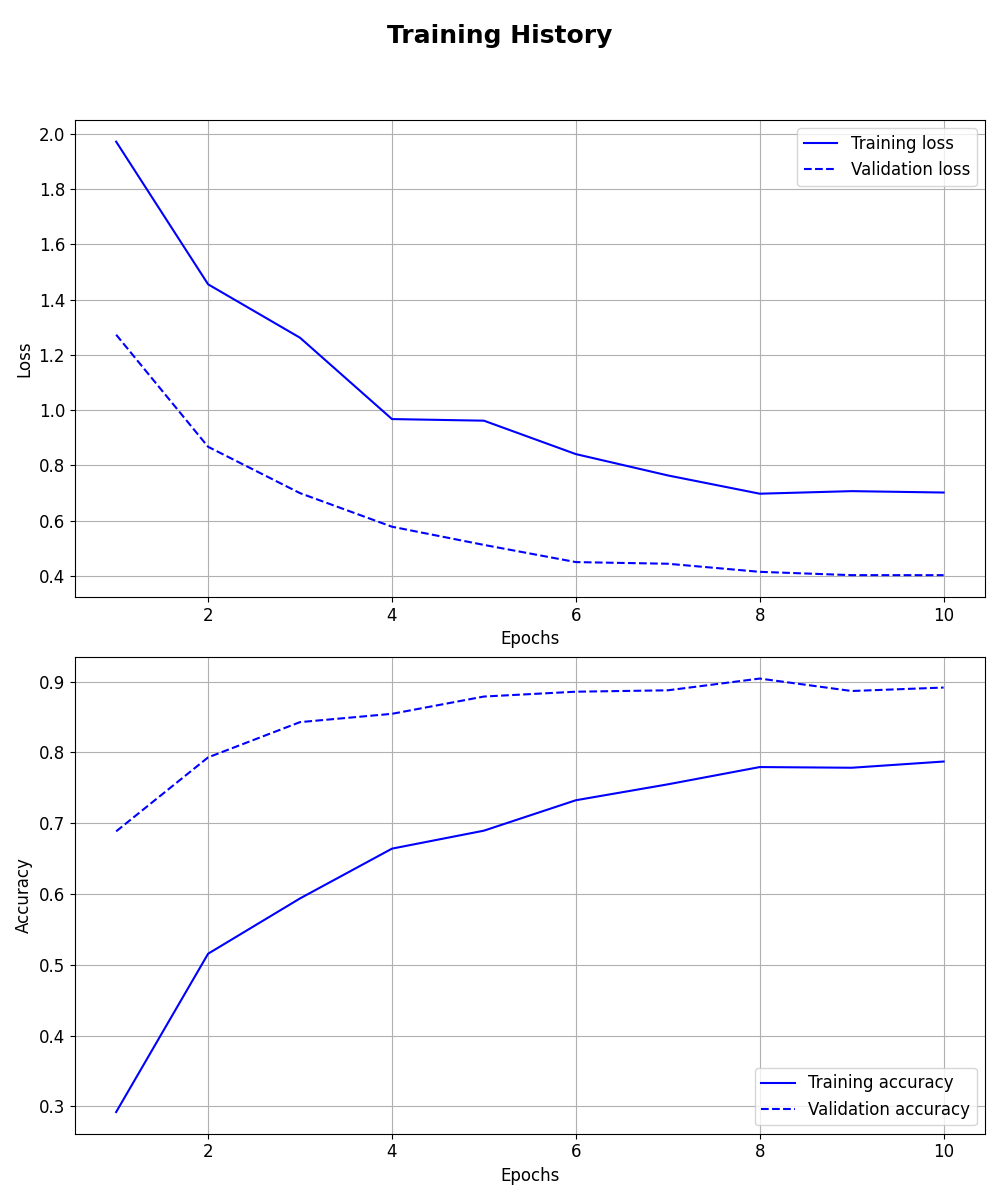 Training History
2.0
1.8
1.6
1.4
1.2
1.0
0.8
0.6
0.4
Loss
Training loss
Validation loss
2 4 6 8 10
Epochs
0.9
0.8
0.7
0.6
0.5
0.4
0.3
Accuracy
Training accuracy
Validation accuracy
2 4 6 8 10
Epochs